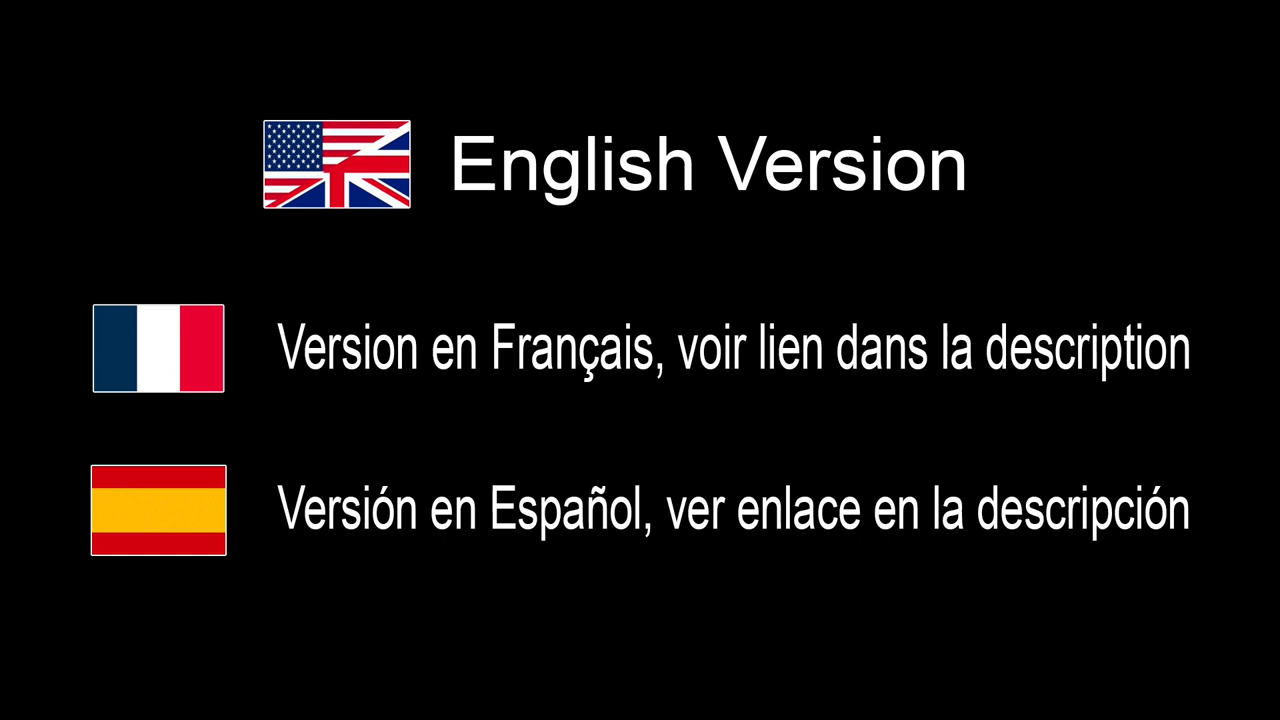 English Version
Version en Français, voir lien dans la description
Versión en Español, ver enlace en la descripción